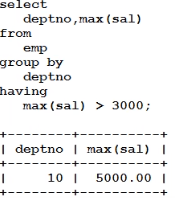 select
deptno,max(sal)
from
emp
group by
deptno
having
max(sal) > 3000;
+--------+----------+
| deptno | max(sal) |
+--------+----------+
| 10 | 5000.00 |
+--------+----------+